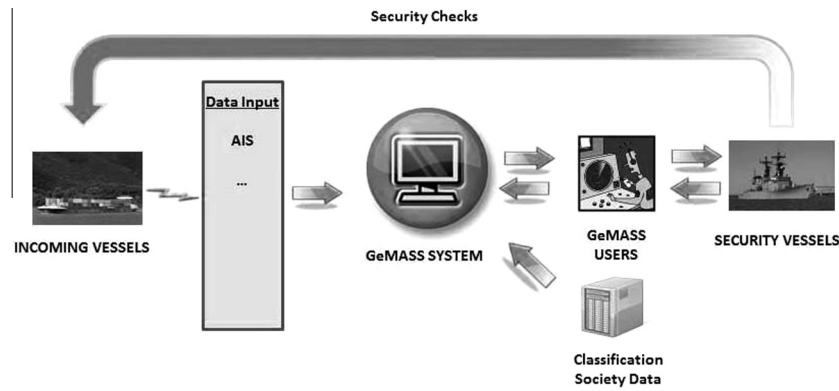 Security Checks
Data Input
AIS
...
INCOMING VESSELS
GeMASS SYSTEM
GeMASS
USERS
SECURITY VESSELS
Classification
Society Data